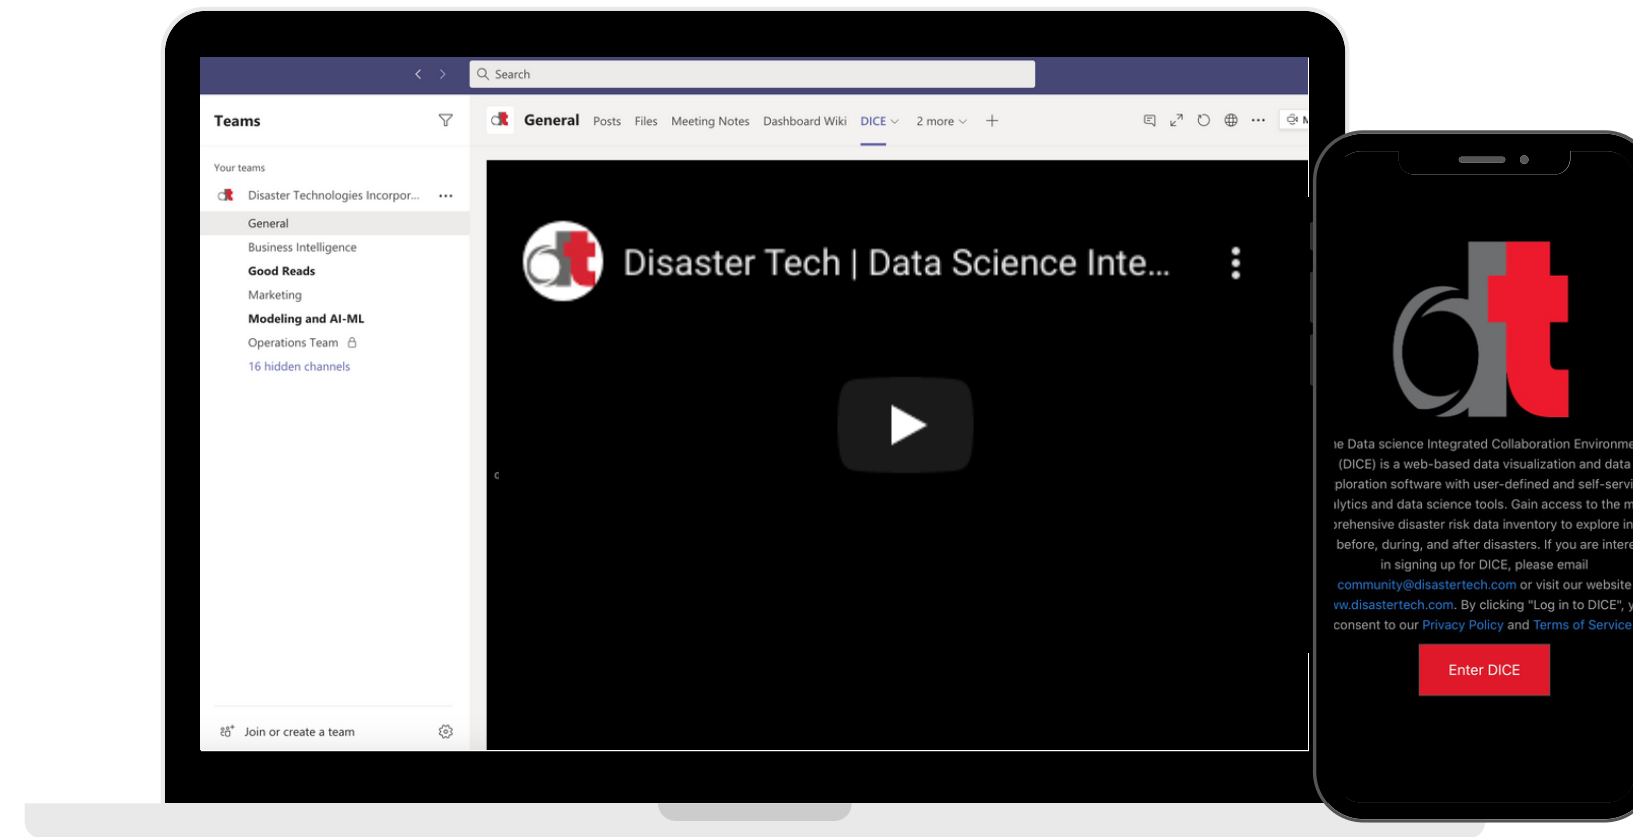 Search
Teams
General Posts Files Meeting Notes Dashboard Wiki DICE 2 more
Your teams
Disaster Technologies Incorpor...
General
Business Intelligence
Good Reads
Marketing
Modeling and AI-ML
Operations Team
16 hidden channels
Join or create a team
dt Disaster Tech | Data Science Inte...
dt
Data science Integrated Collaboration Environme
(DICE) is a web-based data visualization and data
ploration software with user-defined and self-servi
lytics and data science tools. Gain access to the m
prehensive disaster risk data inventory to explore in
before, during, and after disasters. If you are intere
in signing up for DICE, please email
community@disastertech.com or visit our website
w.disastertech.com. By clicking "Log in to DICE", y
consent to our Privacy Policy and Terms of Service
Enter DICE